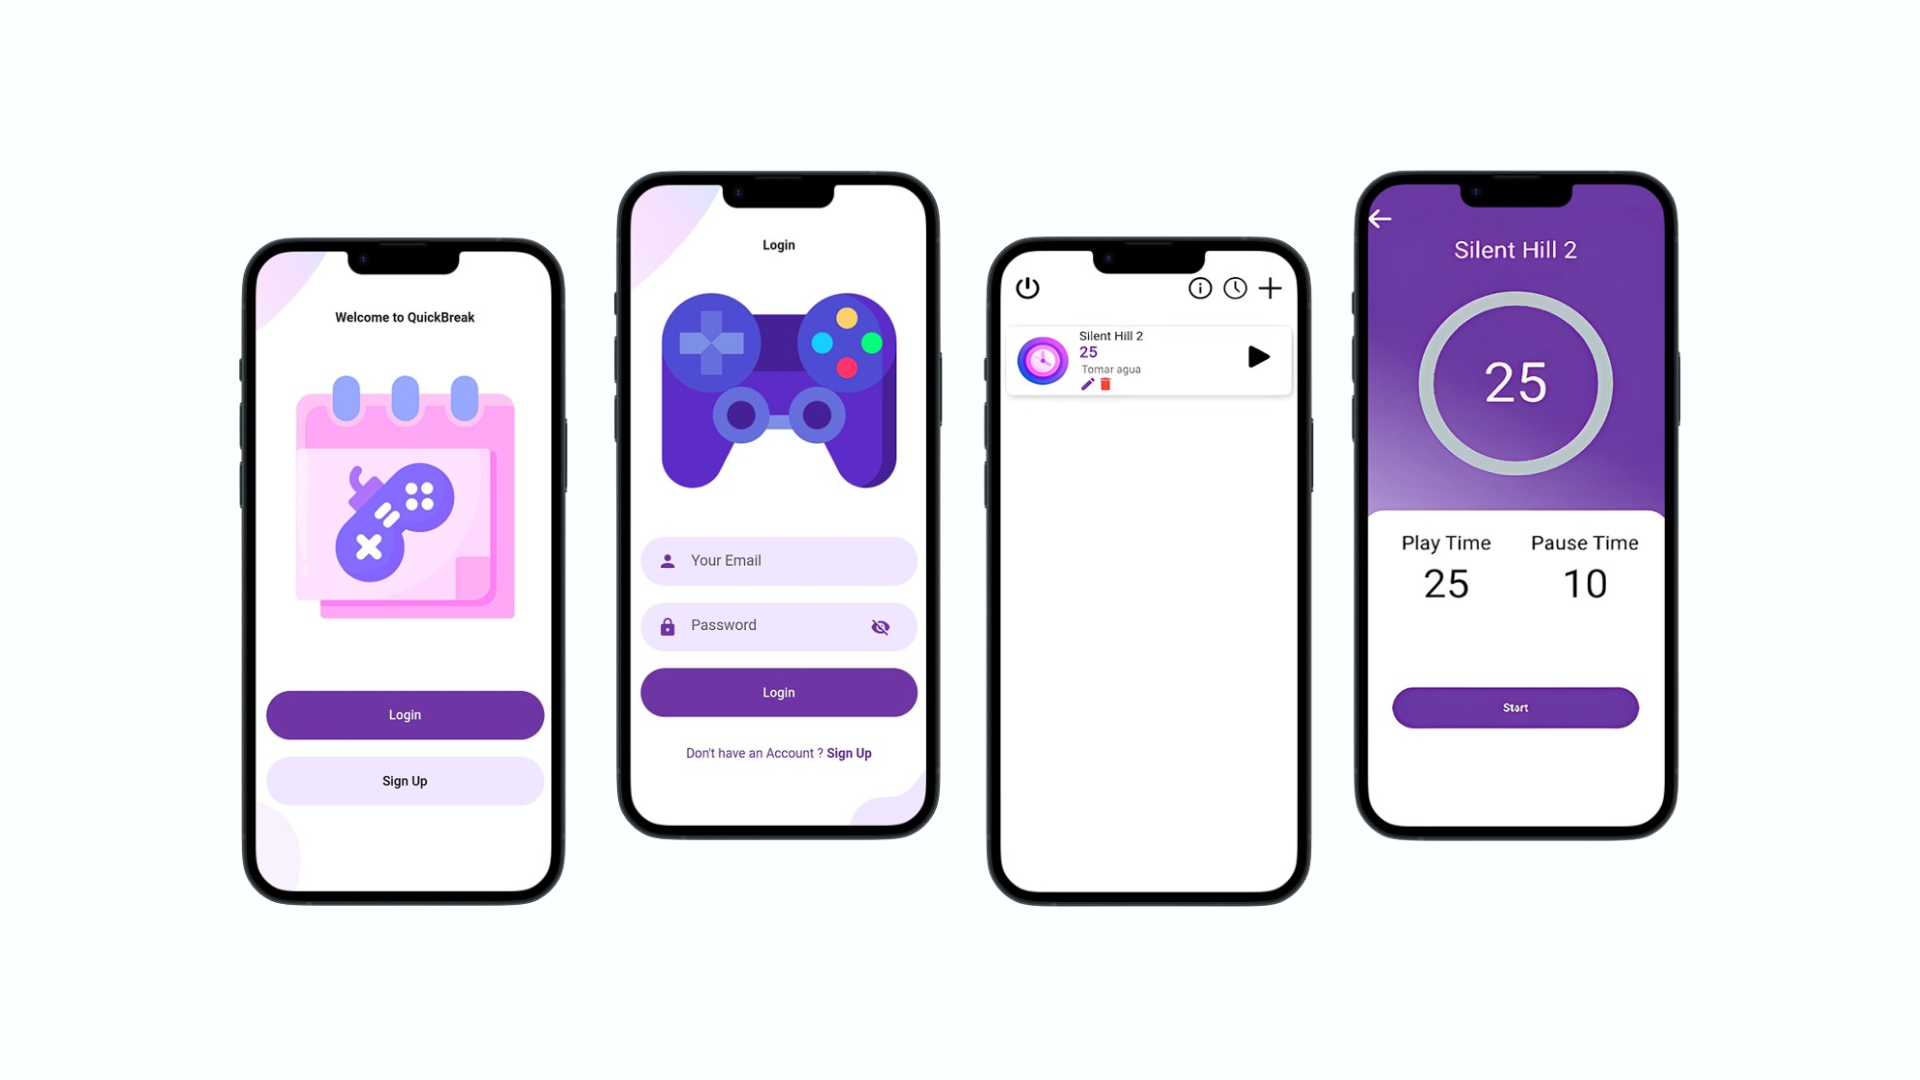 Welcome to QuickBreak
Login
Sign Up
Login
Your Email
Password
Login
Don't have an Account ? Sign Up
Silent Hill 2
25
Tomar agua
Silent Hill 2
25
Play Time
Pause Time
25
10
Start